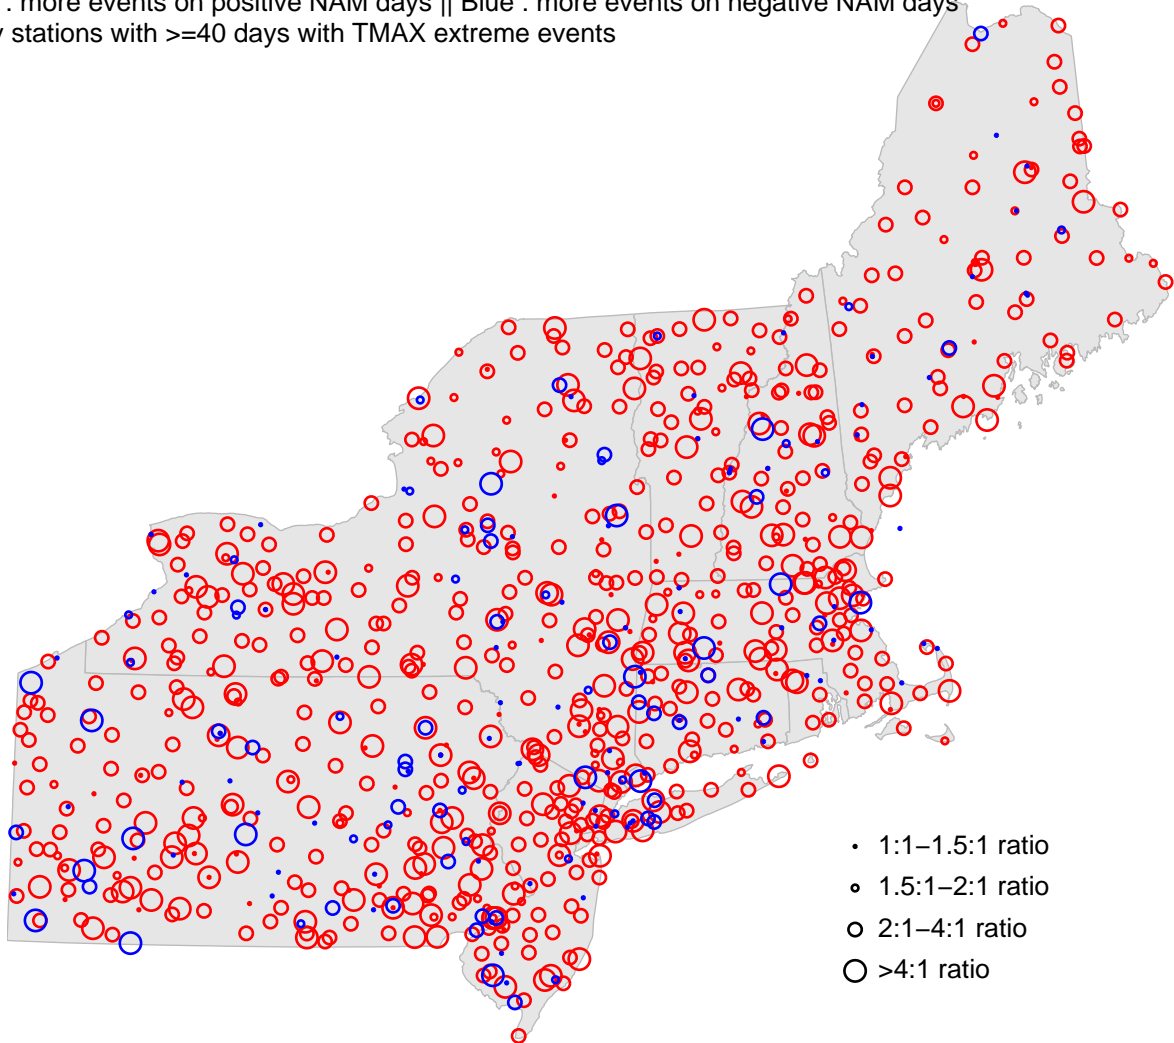 : more events on positive NAM days || Blue : more events on negative NAM days
stations with >=40 days with TMAX extreme events
1:1–1.5:1 ratio
1.5:1–2:1 ratio
2:1–4:1 ratio
>4:1 ratio